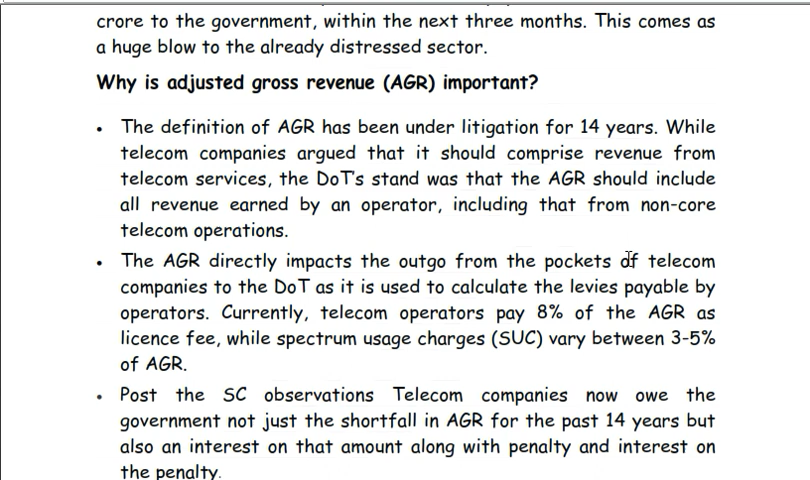 crore to the government, within the next three months. This comes as
a huge blow to the already distressed sector.
Why is adjusted gross revenue (AGR) important?
• The definition of AGR has been under litigation for 14 years. While
telecom companies argued that it should comprise revenue from
telecom services, the DoT's stand was that the AGR should include
all revenue earned by an operator, including that from non-core
telecom operations.
• The AGR directly impacts the outgo from the pockets of telecom
companies to the DoT as it is used to calculate the levies payable by
operators. Currently, telecom operators pay 8% of the AGR as
licence fee, while spectrum usage charges (SUC) vary between 3-5%
of AGR.
• Post the SC observations Telecom companies now owe the
government not just the shortfall in AGR for the past 14 years but
also an interest on that amount along with penalty and interest on
the penalty.